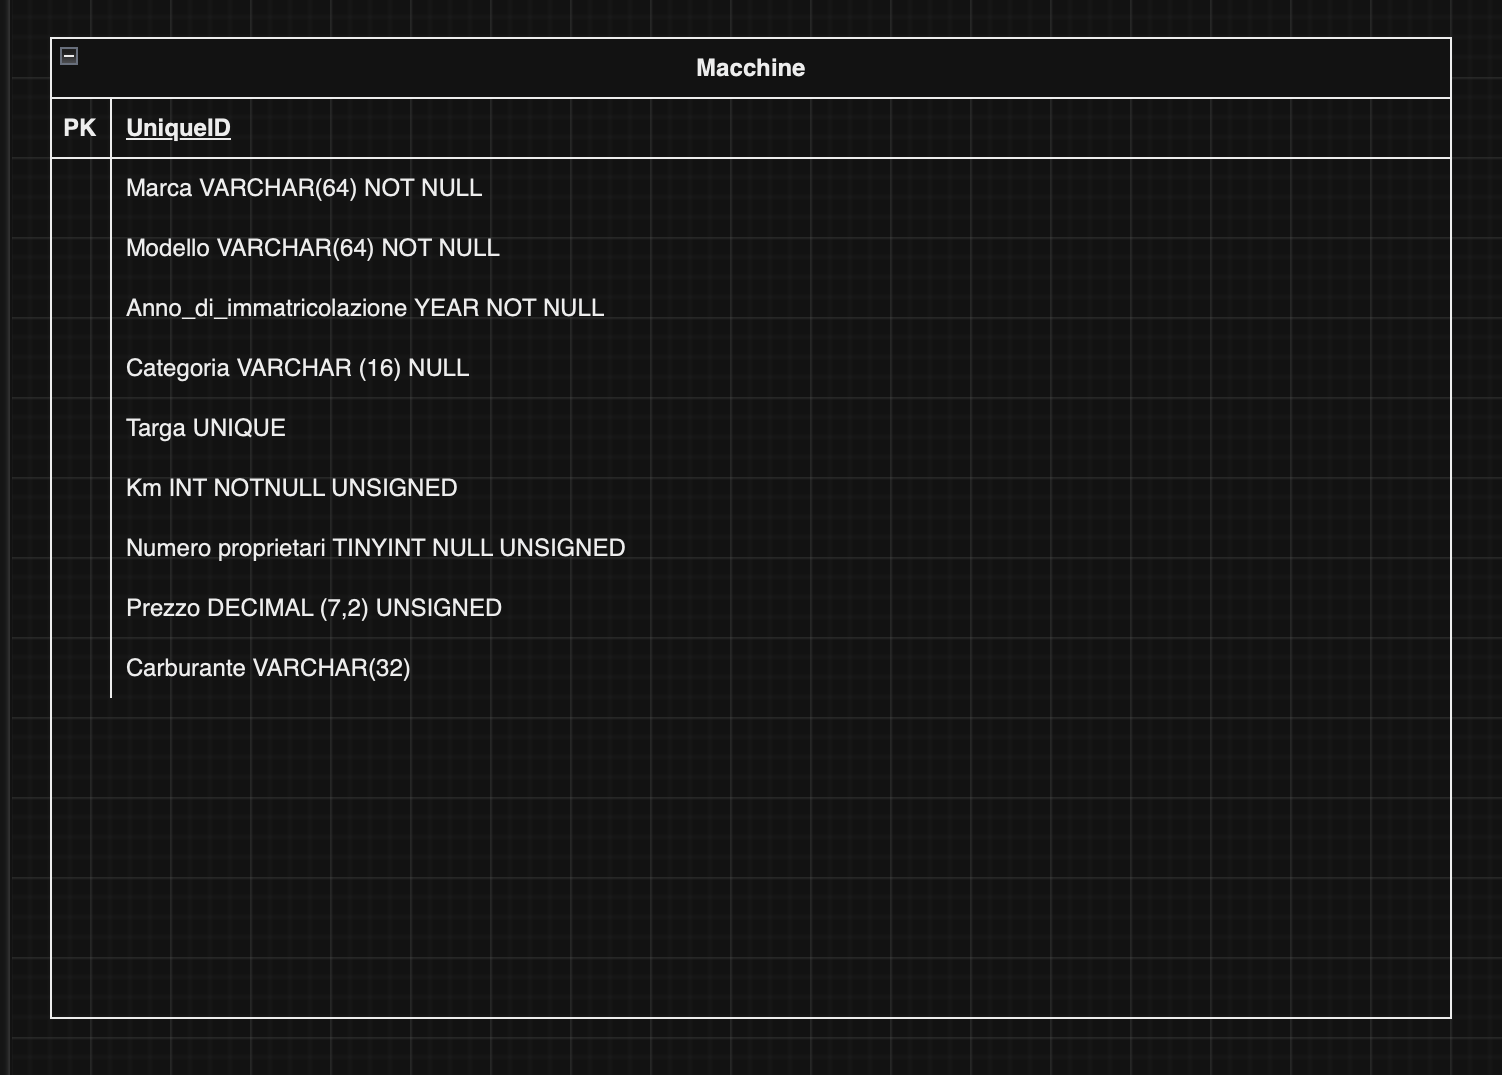 Macchine
PK UniqueID
Marca VARCHAR(64) NOT NULL
Modello VARCHAR(64) NOT NULL
Anno_di_immatricolazione YEAR NOT NULL
Categoria VARCHAR (16) NULL
Targa UNIQUE
Km INT NOTNULL UNSIGNED
Numero proprietari TINYINT NULL UNSIGNED
Prezzo DECIMAL (7,2) UNSIGNED
Carburante VARCHAR(32)